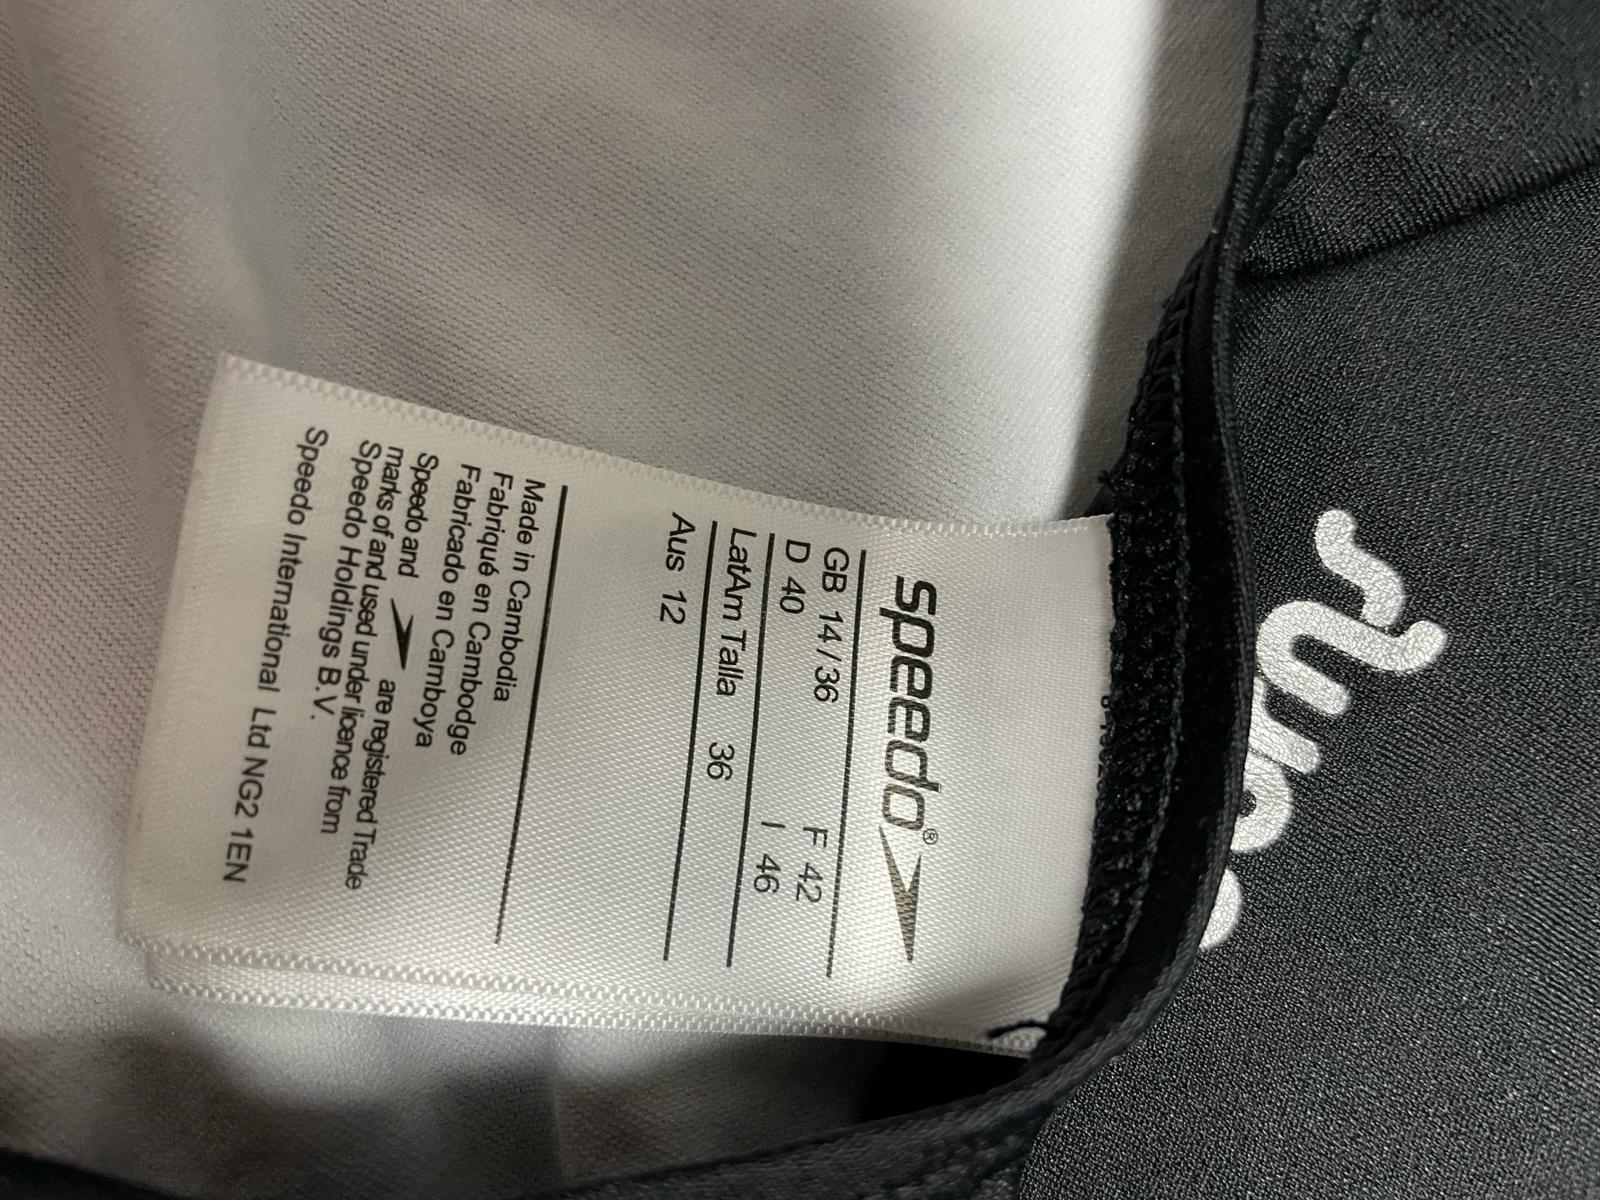 speedo®
GB 14/36 F 42
D 40 I 46
LatAm Talla 36
Aus 12
Made in Cambodia
Fabriqué en Cambodge
Fabricado en Camboya
Speedo and are registered Trade
marks of and used under licence from
Speedo Holdings B.V.
Speedo International Ltd NG2 1EN